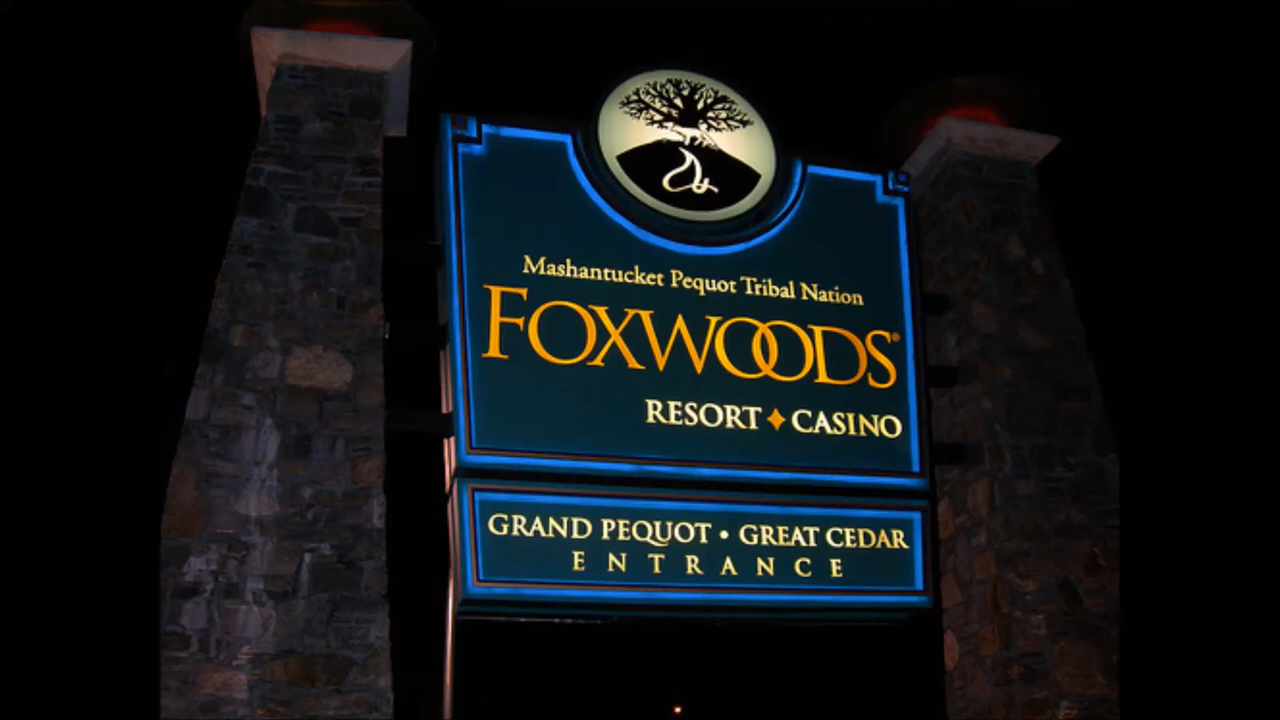 Mashantucket Pequot Tribal Nation
FOXWOODS®
RESORT ♦ CASINO
GRAND PEQUOT • GREAT CEDAR
ENTRANCE